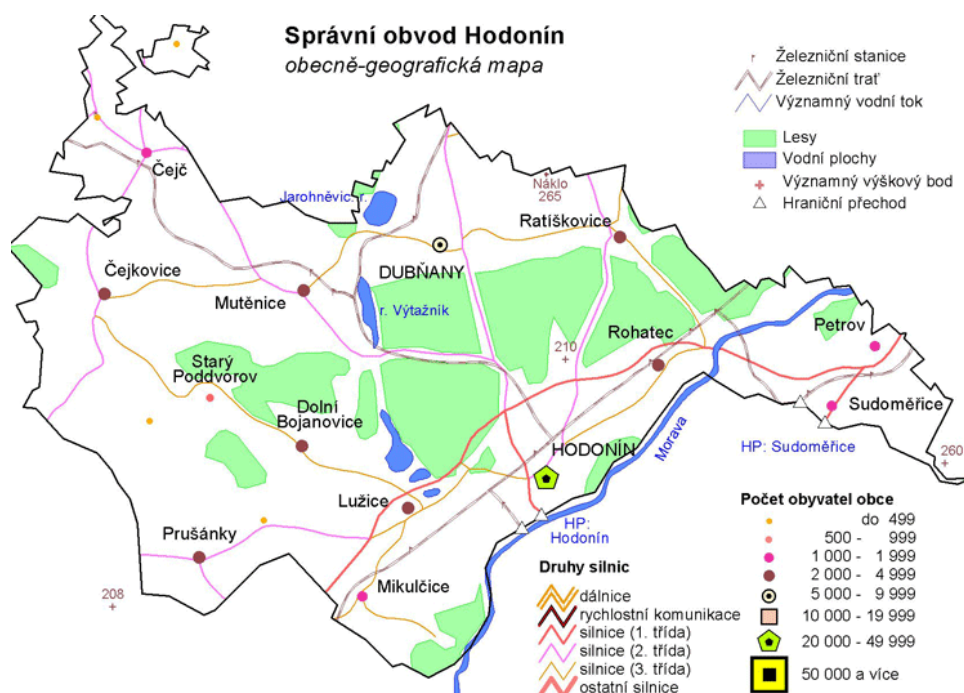 Správní obvod Hodonín
obecně-geografická mapa
Železniční stanice
Železniční trať
Významný vodní tok
Lesy
Vodní plochy
Významný výškový bod
Hraniční přechod
Čejč
Jarohněvic. r.
Náklo
265
Ratíškovice
DUBŇANY
Čejkovice
Mutěnice
r. Výtažník
Rohatec
Petrov
210
Starý
Poddvorov
Dolní
Bojanovice
Sudoměřice
HODONÍN
Morava
HP: Sudoměřice
260
Lužice
HP:
Hodonín
Prušánky
Mikulčice
208
Počet obyvatel obce
do 499
500 - 999
1 000 - 1 999
2 000 - 4 999
5 000 - 9 999
10 000 - 19 999
20 000 - 49 999
50 000 a více
Druhy silnic
dálnice
rychlostní komunikace
silnice (1. třída)
silnice (2. třída)
silnice (3. třída)
ostatní silnice